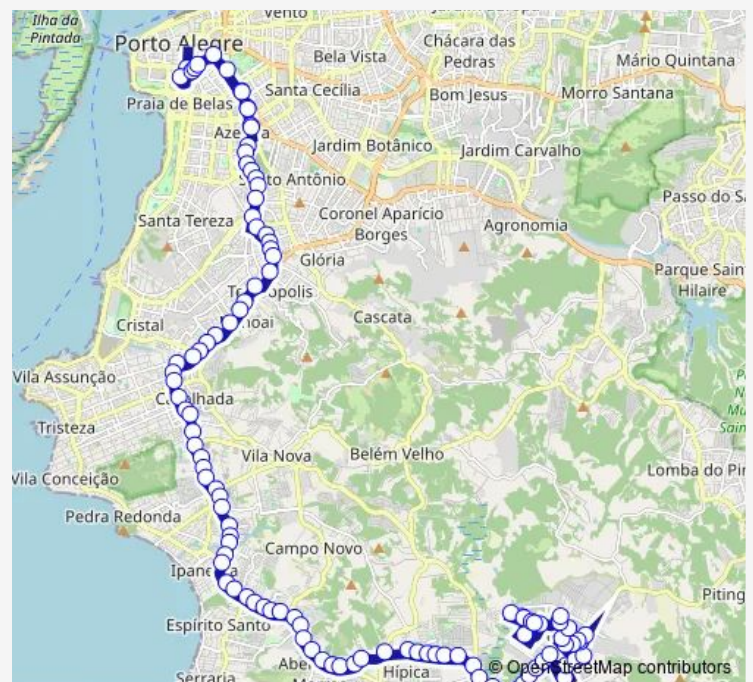 Ilha da
Pintada
Porto Alegre
Bela Vista
Chácara das
Pedras
Mário Quintana
Santa Cecília
Praia de Belas
Bom Jesus
Morro Santana
Jardim Botânico
Jardim Carvalho
Santa Tereza
Coronel Aparício
Borges
Agronomia
Passo do
Glória
Parque Sain
Hilaire
Cristal
Cascata
Vila Assunção
Tristeza
Vila Nova
Belém Velho
Lomba do
Vila Conceição
Pedra Redonda
Campo Novo
Piting
Espírito Santo
Hípica
Serraria
© OpenStreetMap contributors